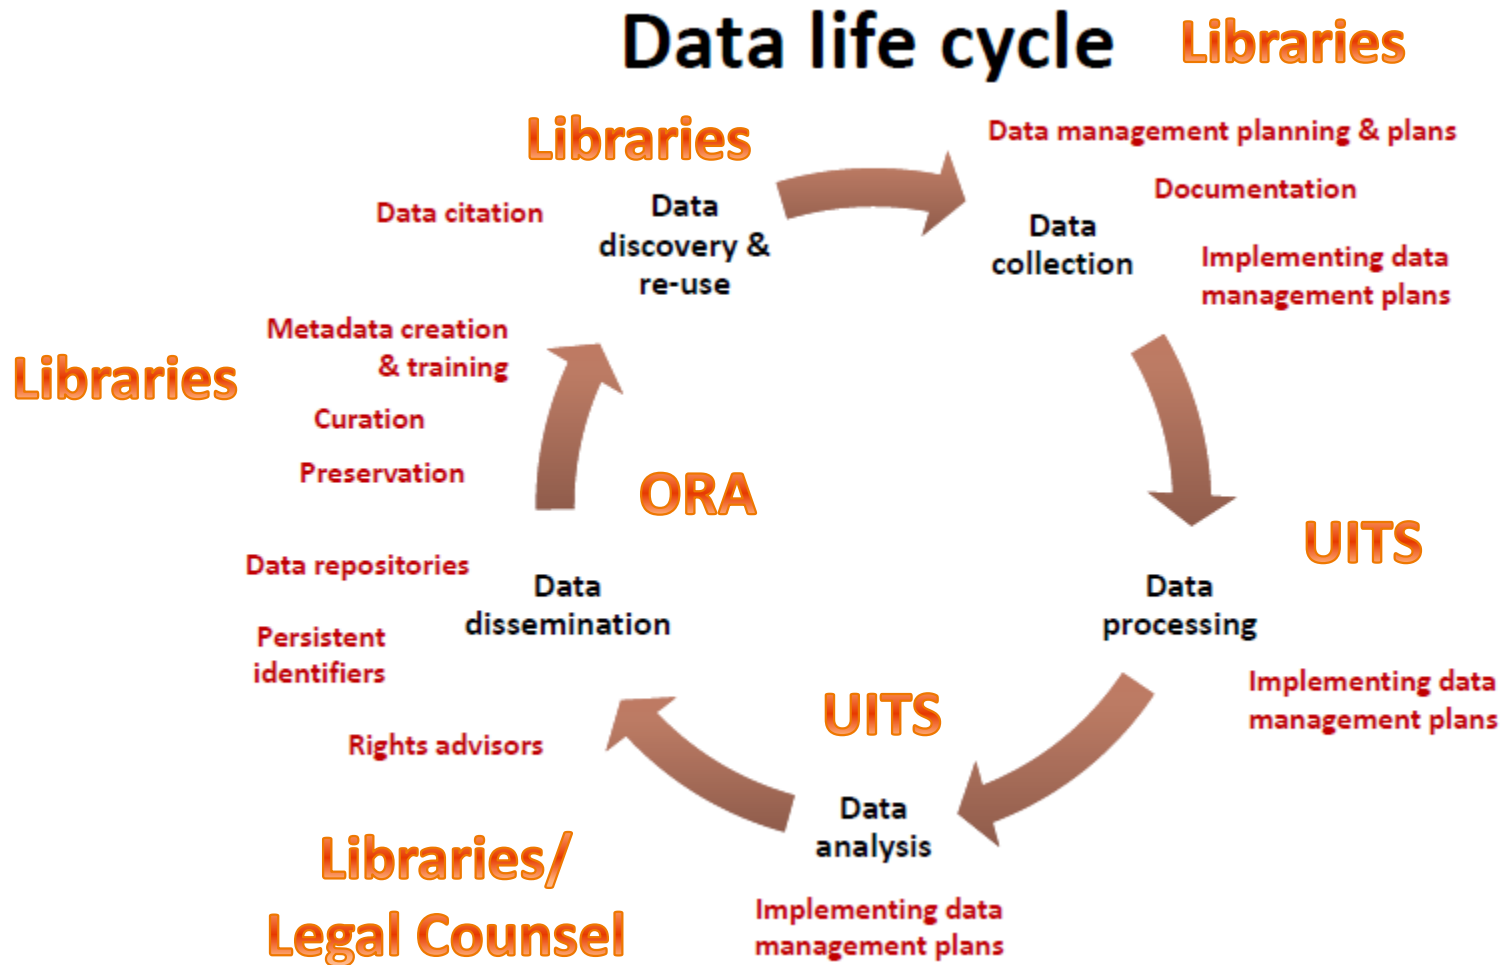 Data life cycle
Libraries
Libraries
Data management planning & plans
Data citation
Data
discovery &
re-use
Data
collection
Documentation
Implementing data
management plans
Libraries
Metadata creation
& training
Curation
Preservation
ORA
UITS
Data repositories
Data
dissemination
Data
processing
Persistent
identifiers
Implementing data
management plans
UITS
Rights advisors
Data
analysis
Libraries/
Legal Counsel
Implementing data
management plans